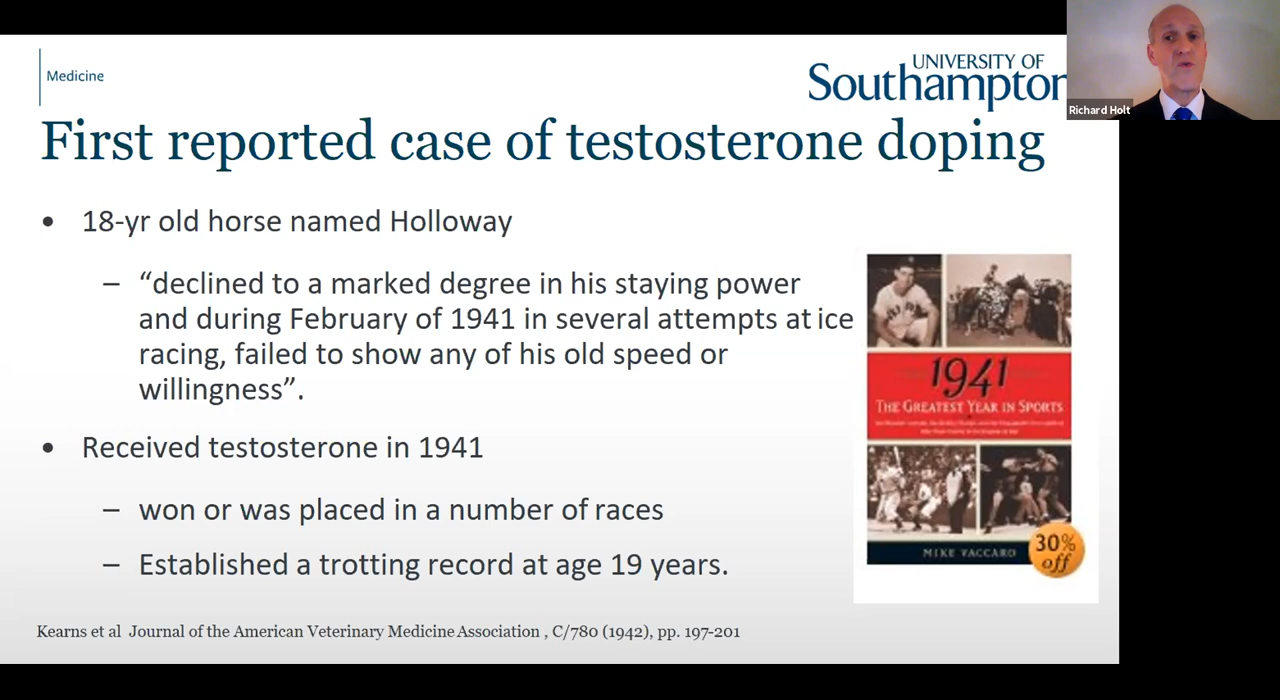 Medicine
UNIVERSITY OF
Southampton
Richard Holt
First reported case of testosterone doping
• 18-yr old horse named Holloway
– “declined to a marked degree in his staying power
and during February of 1941 in several attempts at ice
racing, failed to show any of his old speed or
willingness”.
• Received testosterone in 1941
– won or was placed in a number of races
– Established a trotting record at age 19 years.
1941
THE GREATEST YEAR IN SPORTS
MIKE VACCARO
30%
off
Kearns et al Journal of the American Veterinary Medicine Association , C/780 (1942), pp. 197-201